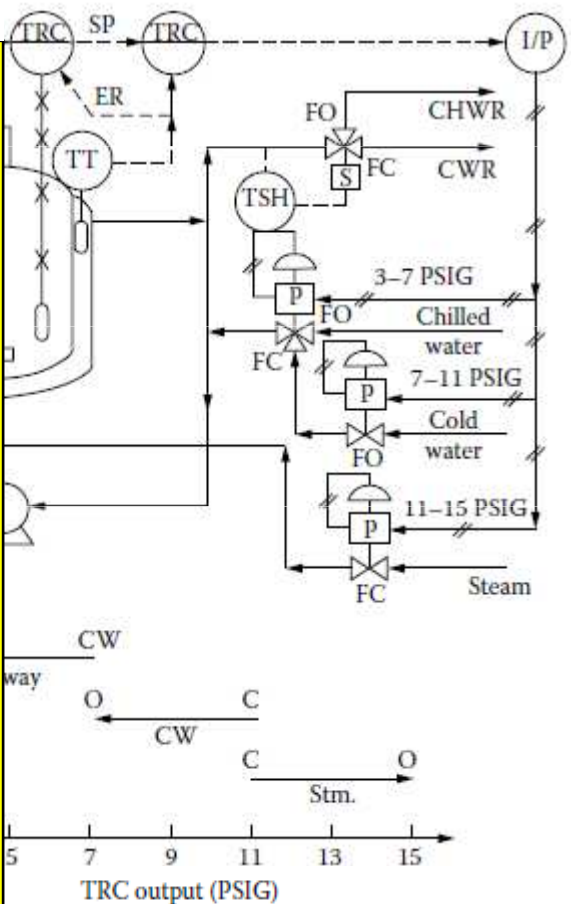 TRC
SP
TRC
I/P
ER
TT
FO
CHWR
FC
CWR
S
TSH
3–7 PSIG
P
FO
Chilled
water
FC
7–11 PSIG
P
Cold
water
FO
11–15 PSIG
P
Steam
FC
CW
way
O
C
CW
C
O
Stm.
5
7
9
11
13
15
TRC output (PSIG)